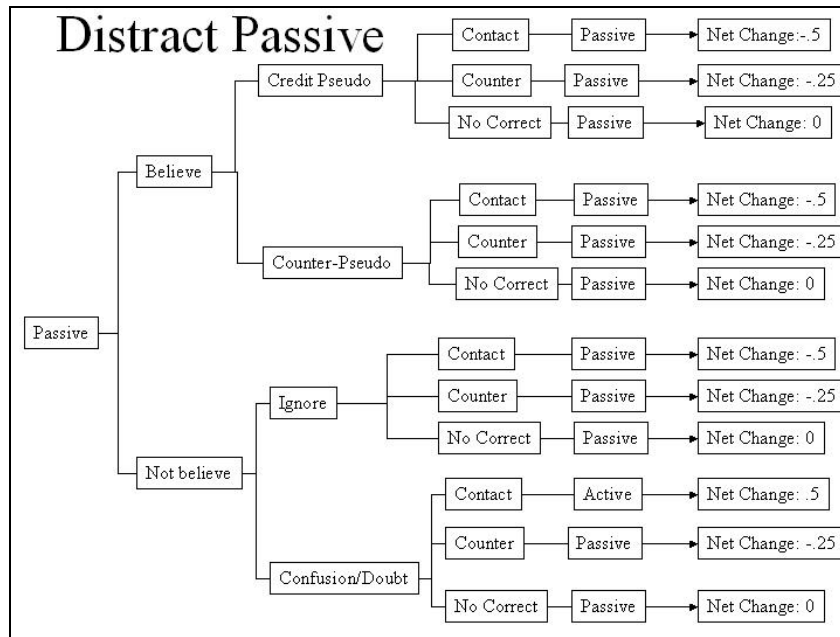 Distract Passive
Contact Passive Net Change:-.5
Credit Pseudo Counter Passive Net Change: -.25
No Correct Passive Net Change: 0
Believe
Contact Passive Net Change: -.5
Counter Passive Net Change: -.25
Counter-Pseudo
No Correct Passive Net Change: 0
Passive
Contact Passive Net Change: -.5
Ignore Counter Passive Net Change: -.25
No Correct Passive Net Change: 0
Not believe
Contact Active Net Change: .5
Counter Passive Net Change: -.25
Confusion/Doubt
No Correct Passive Net Change: 0